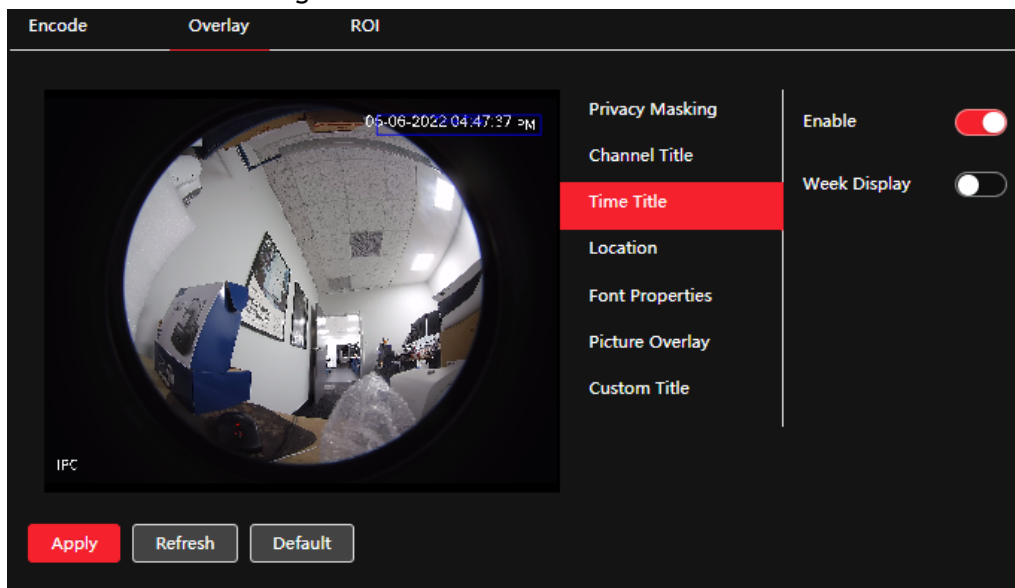 Encode
Overlay
ROI
05-06-2022 04:47:37 PM
IPC
Privacy Masking
Channel Title
Time Title
Location
Font Properties
Picture Overlay
Custom Title
Enable
Week Display
Apply
Refresh
Default